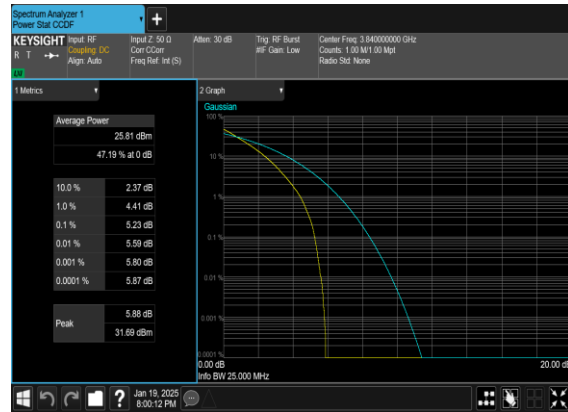 Spectrum Analyzer 1
Power Stat CCDF
KEYSIGHT
R T
LW
Input: RF
Coupling: DC
Align: Auto
Input Z: 50 Ω
Corr CCorr
Freq Ref: Int (S)
Atten: 30 dB
Trig: RF Burst
#IF Gain: Low
Center Freq: 3.840000000 GHz
Counts: 1.00 M/1.00 Mpt
Radio Std: None
1 Metrics
Average Power
25.81 dBm
47.19 % at 0 dB
10.0 % 2.37 dB
1.0 % 4.41 dB
0.1 % 5.23 dB
0.01 % 5.59 dB
0.001 % 5.80 dB
0.0001 % 5.87 dB
Peak
5.88 dB
31.69 dBm
2 Graph
Gaussian
100 %
10 %
1 %
0.1 %
0.01 %
0.001 %
0.0001 %
0.00 dB
20.00 dB
Info BW 25.000 MHz
Jan 19, 2025
8:00:12 PM